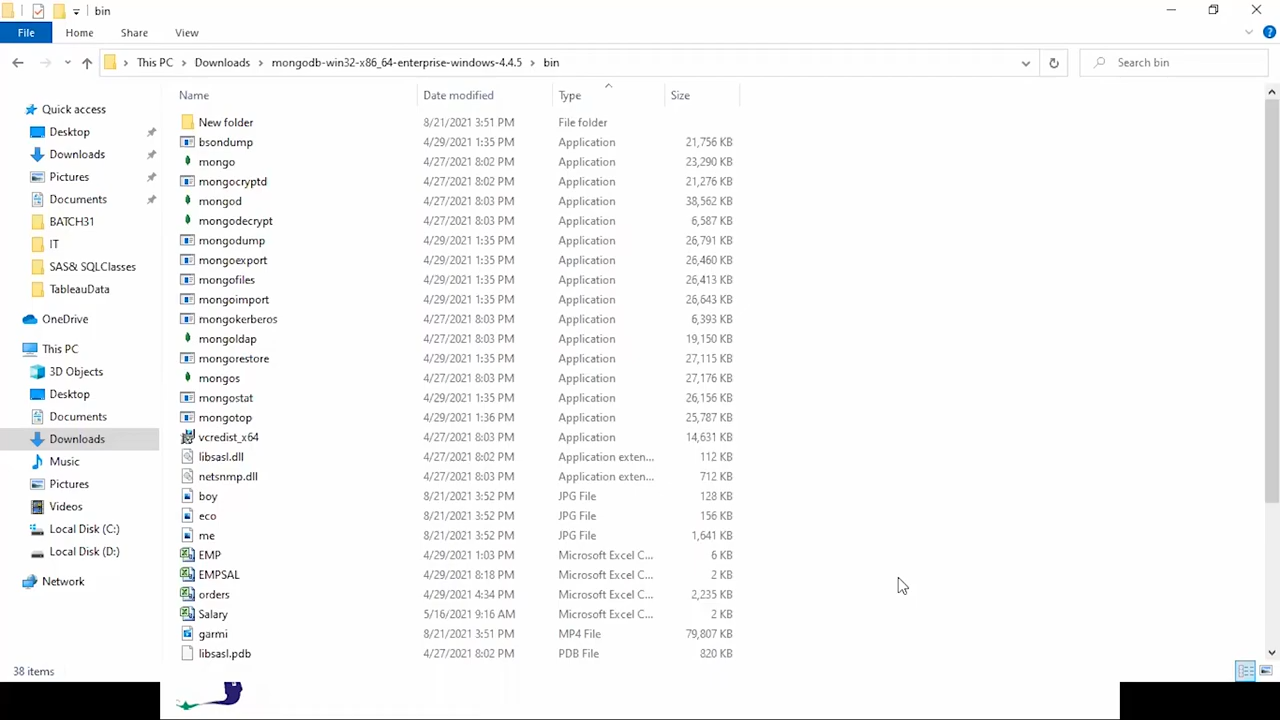 bin
File Home Share View
This PC Downloads mongodb-win32-x86_64-enterprise-windows-4.4.5 bin Search bin
Name Date modified Type Size
Quick access
Desktop
Downloads
Pictures
Documents
BATCH31
IT
SAS& SQLClasses
TableauData
OneDrive
This PC
3D Objects
Desktop
Documents
Downloads
Music
Pictures
Videos
Local Disk (C:)
Local Disk (D:)
Network
New folder 8/21/2021 3:51 PM File folder
bsondump 4/29/2021 1:35 PM Application 21,756 KB
mongo 4/27/2021 8:02 PM Application 23,290 KB
mongocryptd 4/27/2021 8:02 PM Application 21,276 KB
mongod 4/27/2021 8:03 PM Application 38,562 KB
mongodecrypt 4/27/2021 8:03 PM Application 6,587 KB
mongodump 4/29/2021 1:35 PM Application 26,791 KB
mongoexport 4/29/2021 1:35 PM Application 26,460 KB
mongofiles 4/29/2021 1:35 PM Application 26,413 KB
mongoimport 4/29/2021 1:35 PM Application 26,643 KB
mongokerberos 4/27/2021 8:03 PM Application 6,393 KB
mongoldap 4/27/2021 8:03 PM Application 19,150 KB
mongorestore 4/29/2021 1:35 PM Application 27,115 KB
mongos 4/27/2021 8:03 PM Application 27,176 KB
mongostat 4/29/2021 1:35 PM Application 26,156 KB
mongotop 4/29/2021 1:36 PM Application 25,787 KB
vcredist_x64 4/27/2021 8:03 PM Application 14,631 KB
libsasl.dll 4/27/2021 8:02 PM Application exten... 112 KB
netsnmp.dll 4/27/2021 8:03 PM Application exten... 712 KB
boy 8/21/2021 3:52 PM JPG File 128 KB
eco 8/21/2021 3:52 PM JPG File 156 KB
me 8/21/2021 3:52 PM JPG File 1,641 KB
EMP 4/29/2021 1:03 PM Microsoft Excel C... 6 KB
EMPSAL 4/29/2021 8:18 PM Microsoft Excel C... 2 KB
orders 4/29/2021 4:34 PM Microsoft Excel C... 2,235 KB
Salary 5/16/2021 9:16 AM Microsoft Excel C... 2 KB
garmi 8/21/2021 3:51 PM MP4 File 79,807 KB
libsasl.pdb 4/27/2021 8:02 PM PDB File 820 KB
38 items